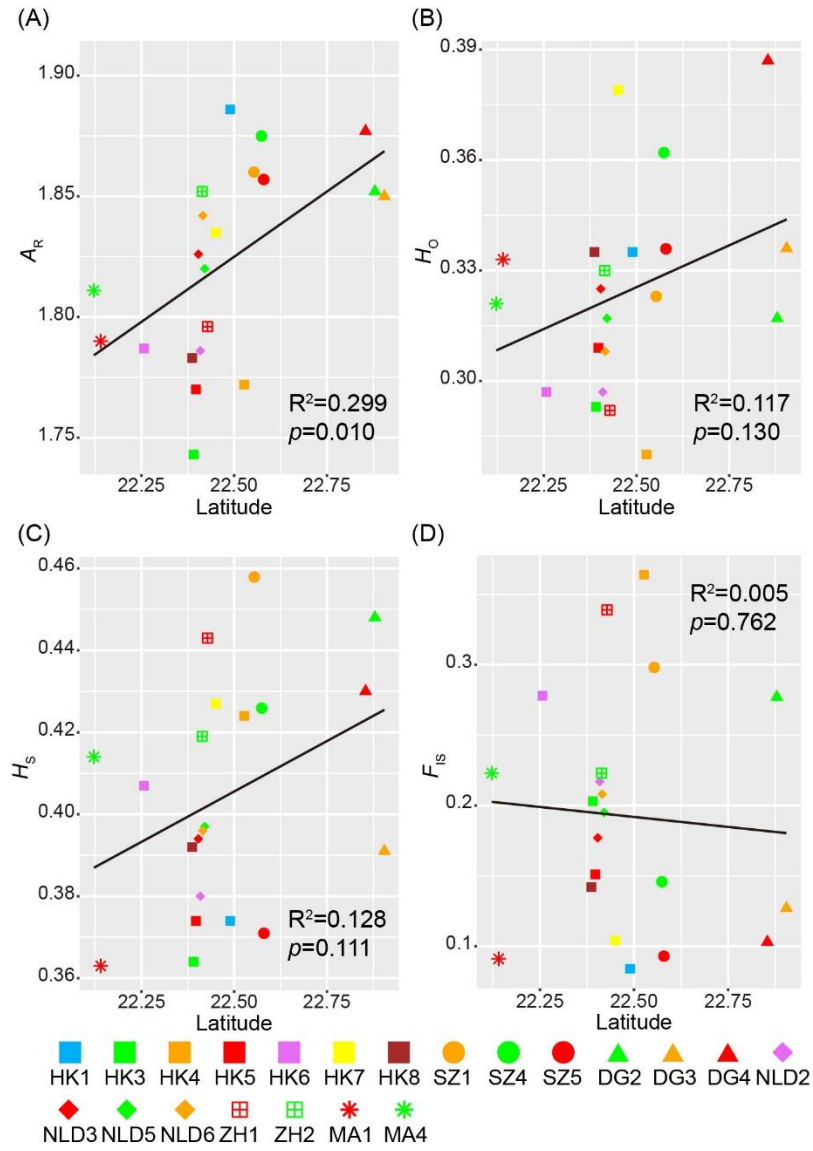 (A)
(B)
1.90
1.85
1.80
1.75
AR
R²=0.299
p=0.010
22.25 22.50 22.75
Latitude
0.39
0.36
0.33
0.30
HO
R²=0.117
p=0.130
22.25 22.50 22.75
Latitude
(C)
(D)
0.46
0.44
0.42
0.40
0.38
0.36
HS
R²=0.128
p=0.111
22.25 22.50 22.75
Latitude
0.3
0.2
0.1
FIS
R²=0.005
p=0.762
22.25 22.50 22.75
Latitude
HK1 HK3 HK4 HK5 HK6 HK7 HK8 SZ1 SZ4 SZ5 DG2 DG3 DG4 NLD2
NLD3 NLD5 NLD6 ZH1 ZH2 MA1 MA4